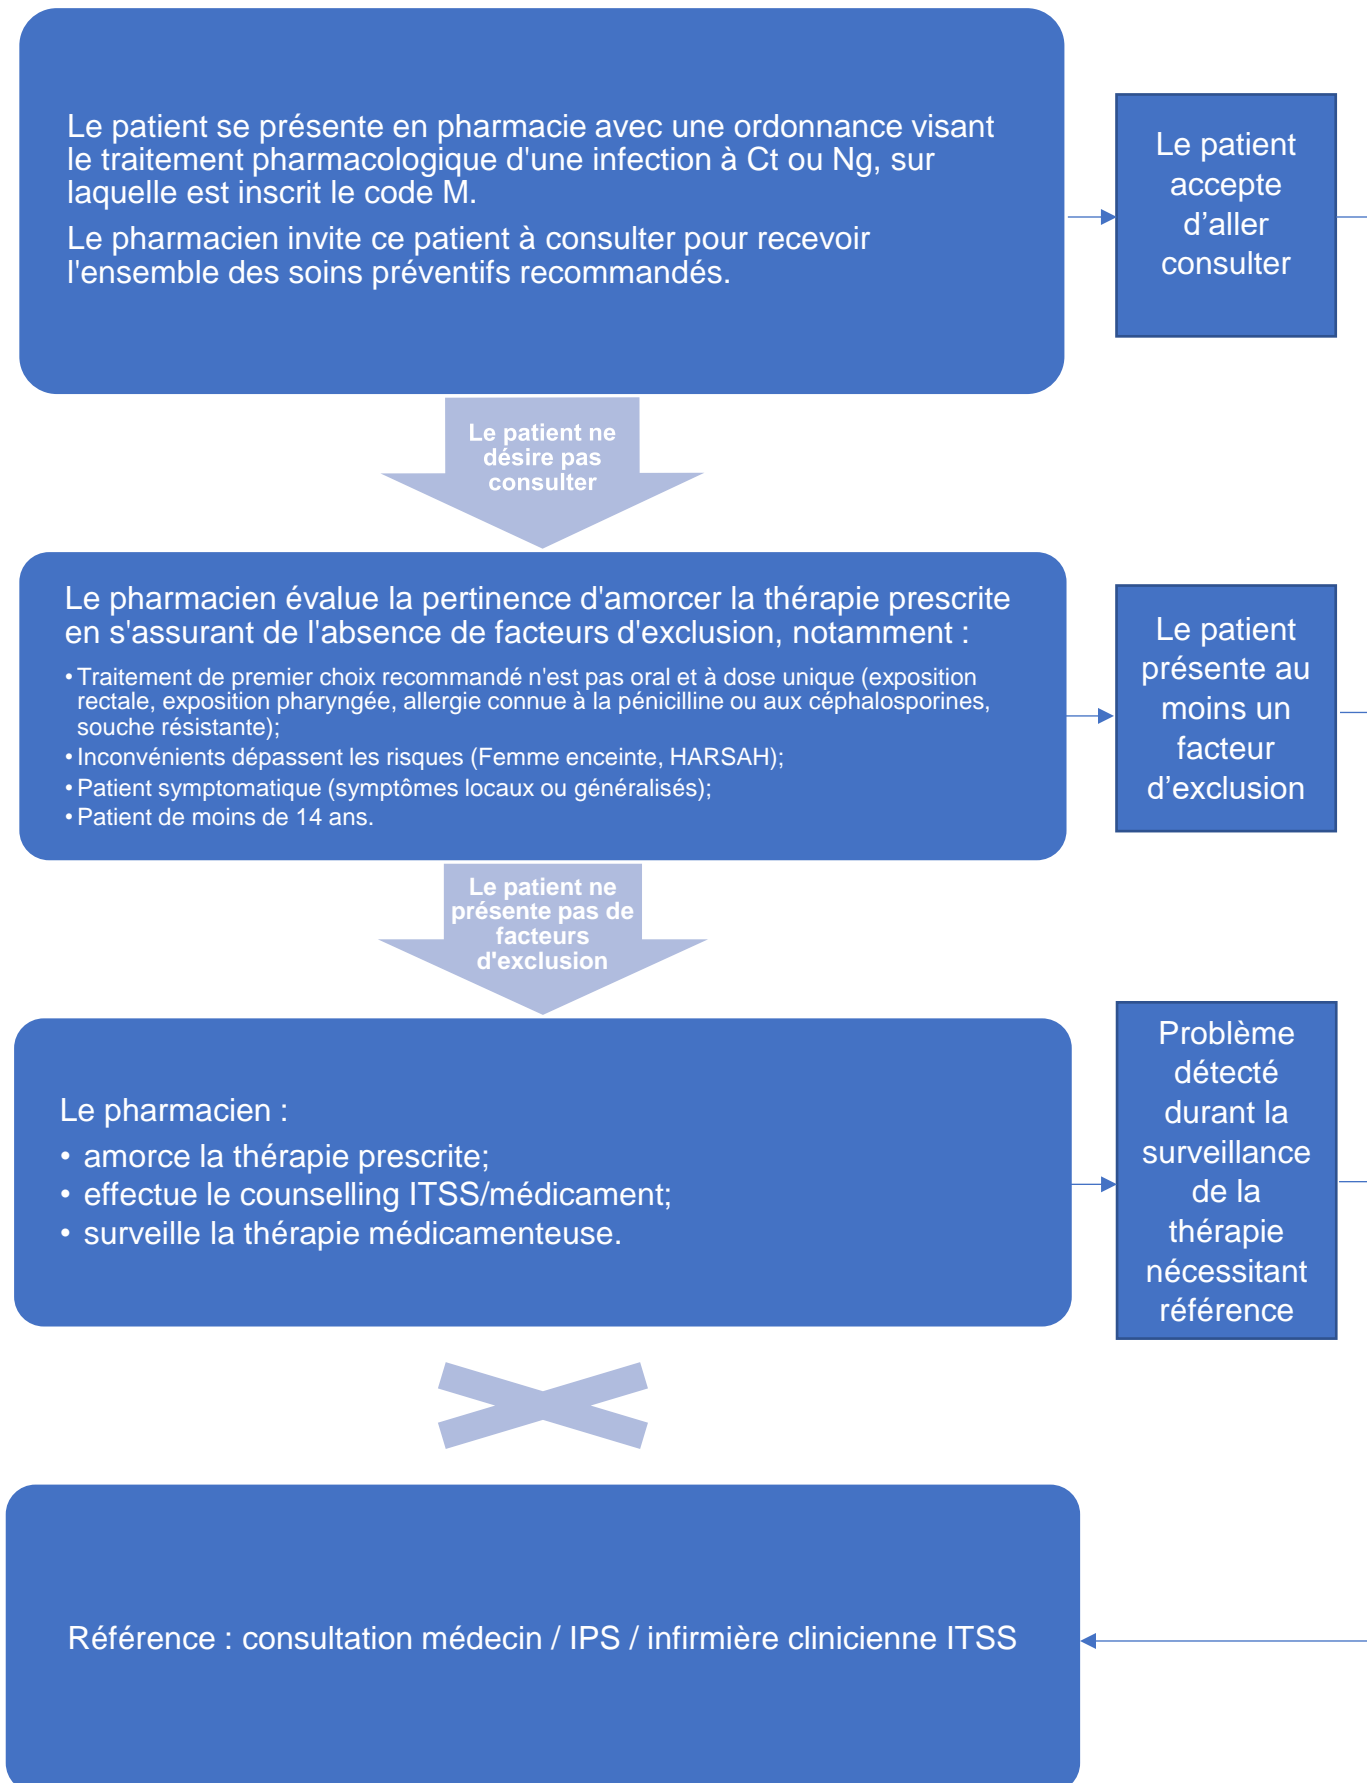 Le patient se présente en pharmacie avec une ordonnance visant
le traitement pharmacologique d'une infection à Ct ou Ng, sur
laquelle est inscrit le code M.
Le pharmacien invite ce patient à consulter pour recevoir
l'ensemble des soins préventifs recommandés.
Le patient
accepte
d’aller
consulter
Le patient ne
désire pas
consulter
Le pharmacien évalue la pertinence d'amorcer la thérapie prescrite
en s'assurant de l'absence de facteurs d'exclusion, notamment :
• Traitement de premier choix recommandé n'est pas oral et à dose unique (exposition
rectale, exposition pharyngée, allergie connue à la pénicilline ou aux céphalosporines,
souche résistante);
• Inconvénients dépassent les risques (Femme enceinte, HARSAH);
• Patient symptomatique (symptômes locaux ou généralisés);
• Patient de moins de 14 ans.
Le patient
présente au
moins un
facteur
d’exclusion
Le patient ne
présente pas de
facteurs
d'exclusion
Le pharmacien :
• amorce la thérapie prescrite;
• effectue le counselling ITSS/médicament;
• surveille la thérapie médicamenteuse.
Problème
détecté
durant la
surveillance
de la
thérapie
nécessitant
référence
Référence : consultation médecin / IPS / infirmière clinicienne ITSS